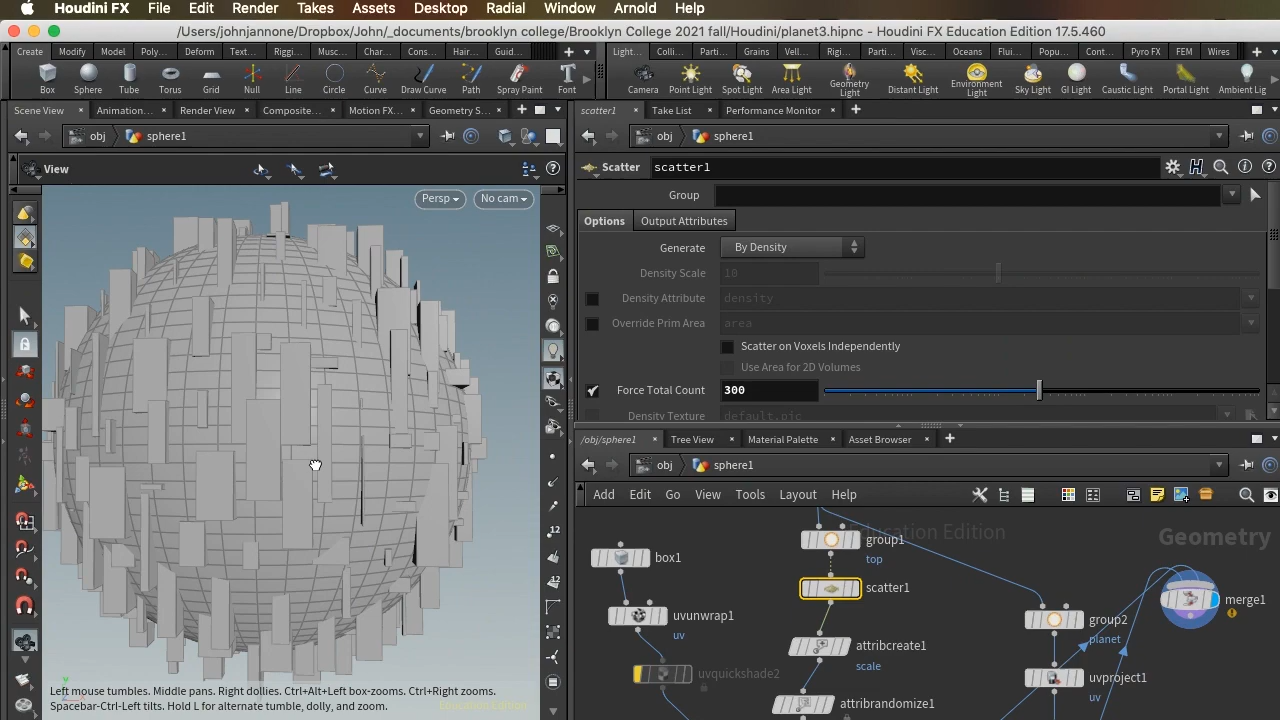 Houdini FX File Edit Render Takes Assets Desktop Radial Window Arnold Help
/Users/johnjannone/Dropbox/John/_documents/brooklyn college/Brooklyn College 2021 fall/Houdini/planet3.hipnc - Houdini FX Education Edition 17.5.460
Create Modify Model Poly... Deform Text... Riggi... Musc... Char... Cons... Hair... Guid... Light... Colli... Parti... Grains Vell... Rigi... Parti... Visc... Oceans Flui... Popu... Cont... Pyro FX FEM Wires
Box Sphere Tube Torus Grid Null Line Circle Curve Draw Curve Path Spray Paint Font Camera Point Light Spot Light Area Light Geometry Light Distant Light Environment Light Sky Light GI Light Caustic Light Portal Light Ambient Lig
Scene View Animation... Render View Composite... Motion FX... Geometry S... scatter1 Take List Performance Monitor
obj sphere1 obj sphere1
View Scatter scatter1
Group
Persp No cam
Options Output Attributes
Generate By Density
Density Scale 10
Density Attribute density
Override Prim Area area
Scatter on Voxels Independently
Use Area for 2D Volumes
Force Total Count 300
Density Texture default.pic
/obj/sphere1 Tree View Material Palette Asset Browser
obj sphere1
Add Edit Go View Tools Layout Help
Education Edition
Geometry
group1
top
box1
scatter1
merge1
uvunwrap1
uv
group2
planet
attribcreate1
scale
uvquickshade2
uvproject1
uv
attribrandomize1
Left mouse tumbles. Middle pans. Right dollies. Ctrl+Alt+Left box-zooms. Ctrl+Right zooms.
Spacebar-Ctrl-Left tilts. Hold L for alternate tumble, dolly, and zoom.
Education Edition